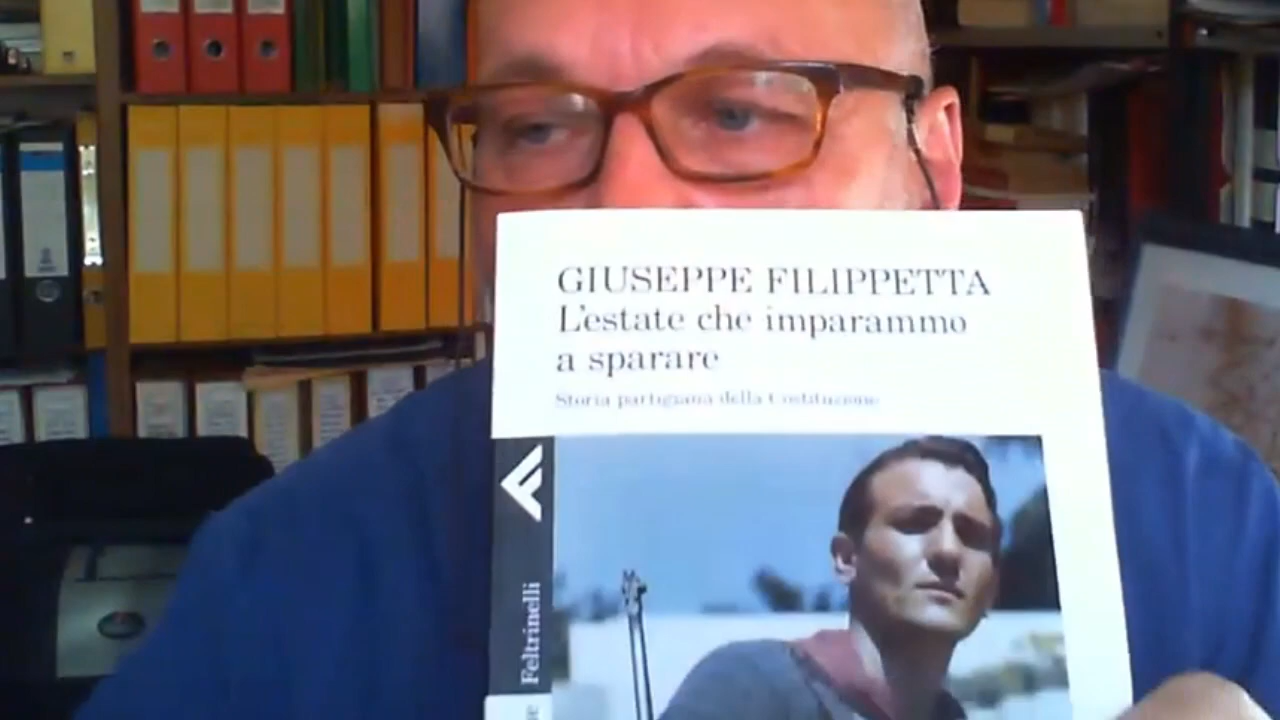 GIUSEPPE FILIPPETTA
L'estate che imparammo
a sparare
Storia partigiana della Costituzione
Feltrinelli